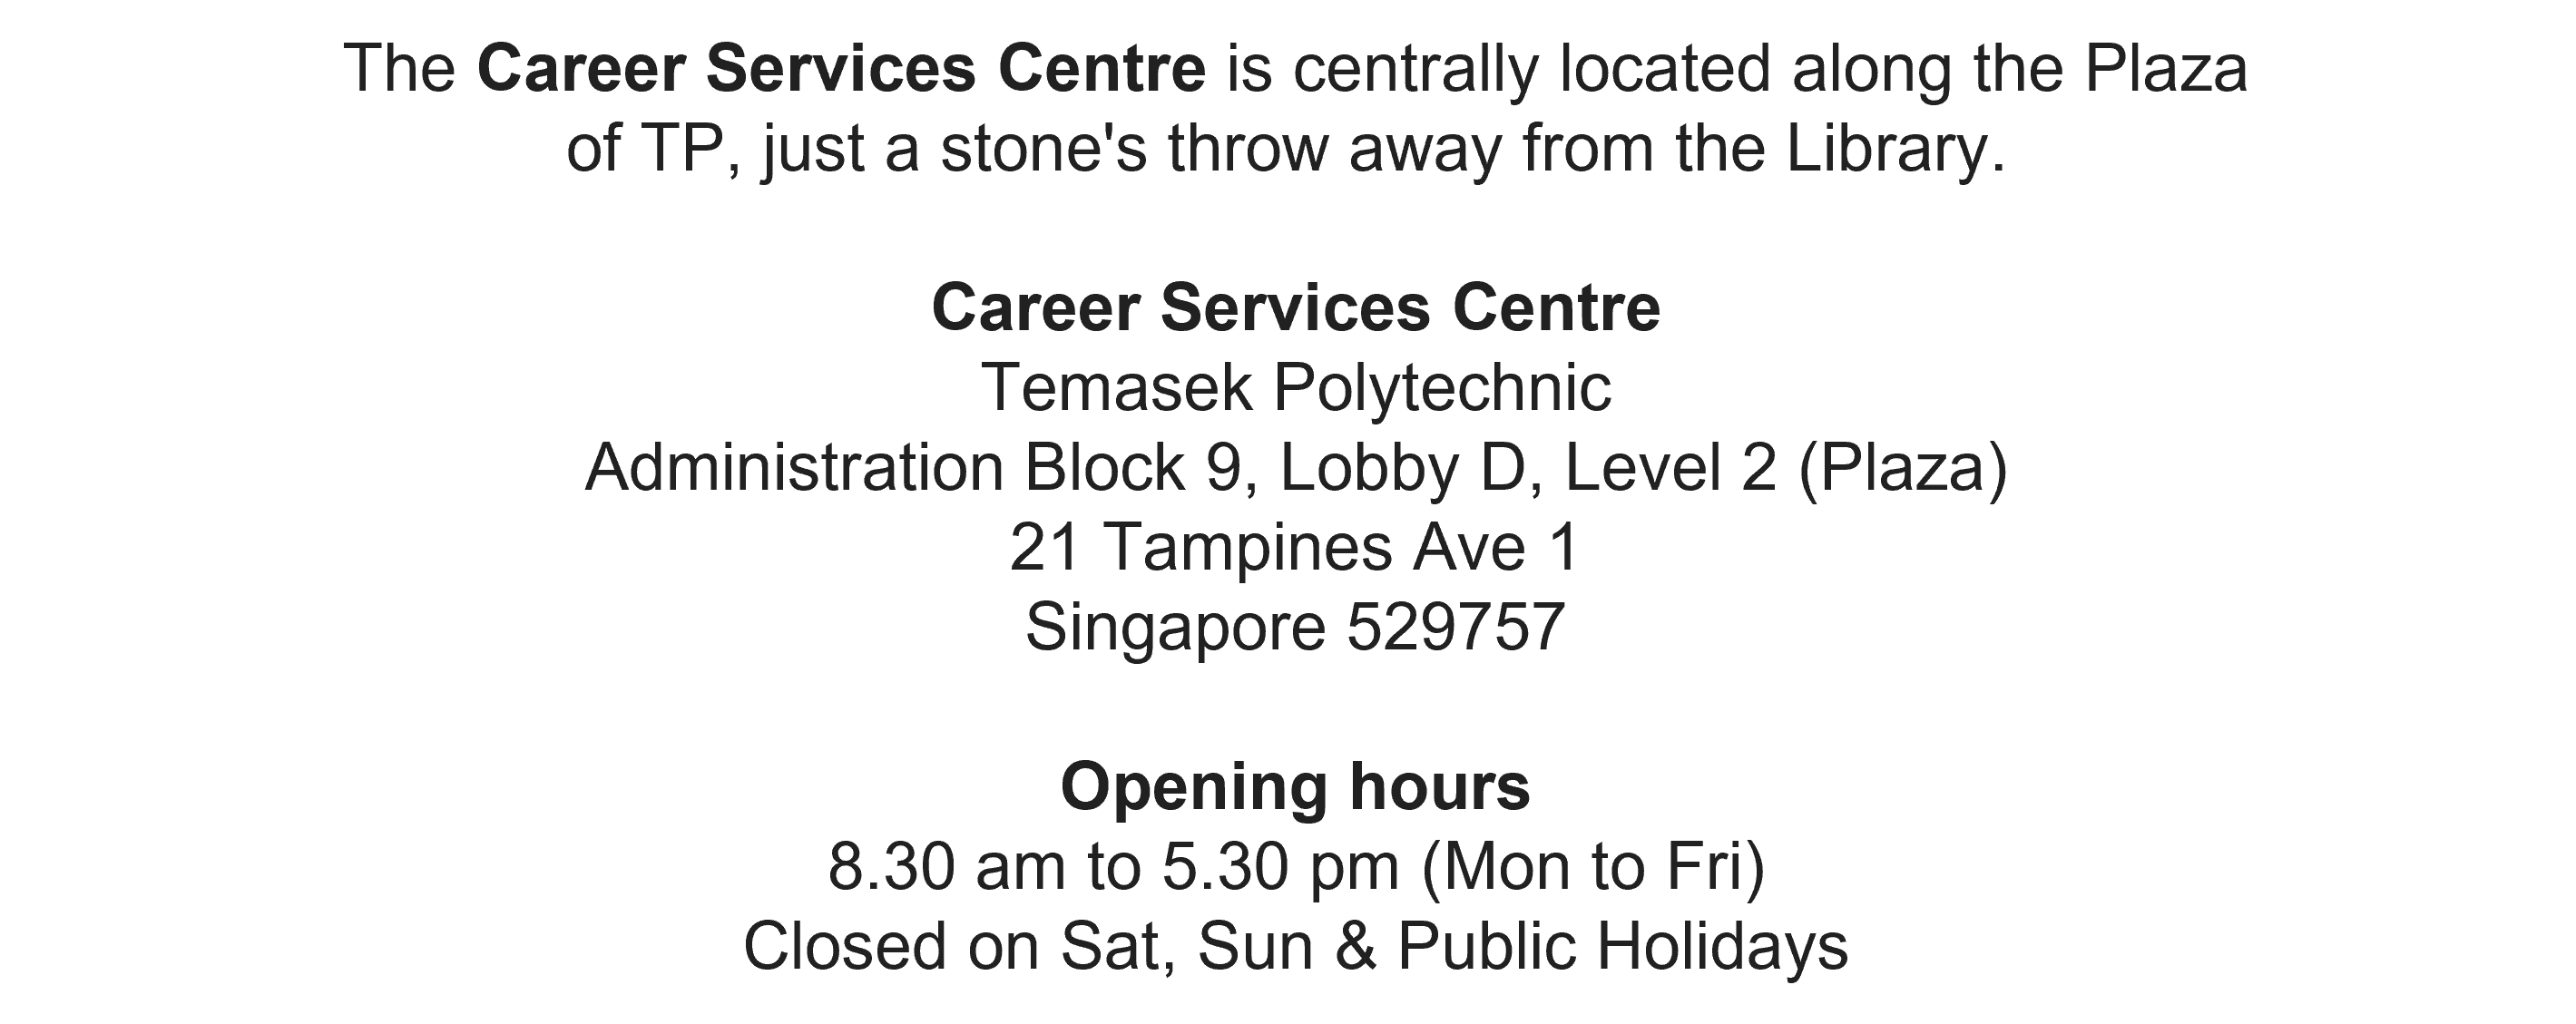 The Career Services Centre is centrally located along the Plaza
of TP, just a stone's throw away from the Library.
Career Services Centre
Temasek Polytechnic
Administration Block 9, Lobby D, Level 2 (Plaza)
21 Tampines Ave 1
Singapore 529757
Opening hours
8.30 am to 5.30 pm (Mon to Fri)
Closed on Sat, Sun & Public Holidays